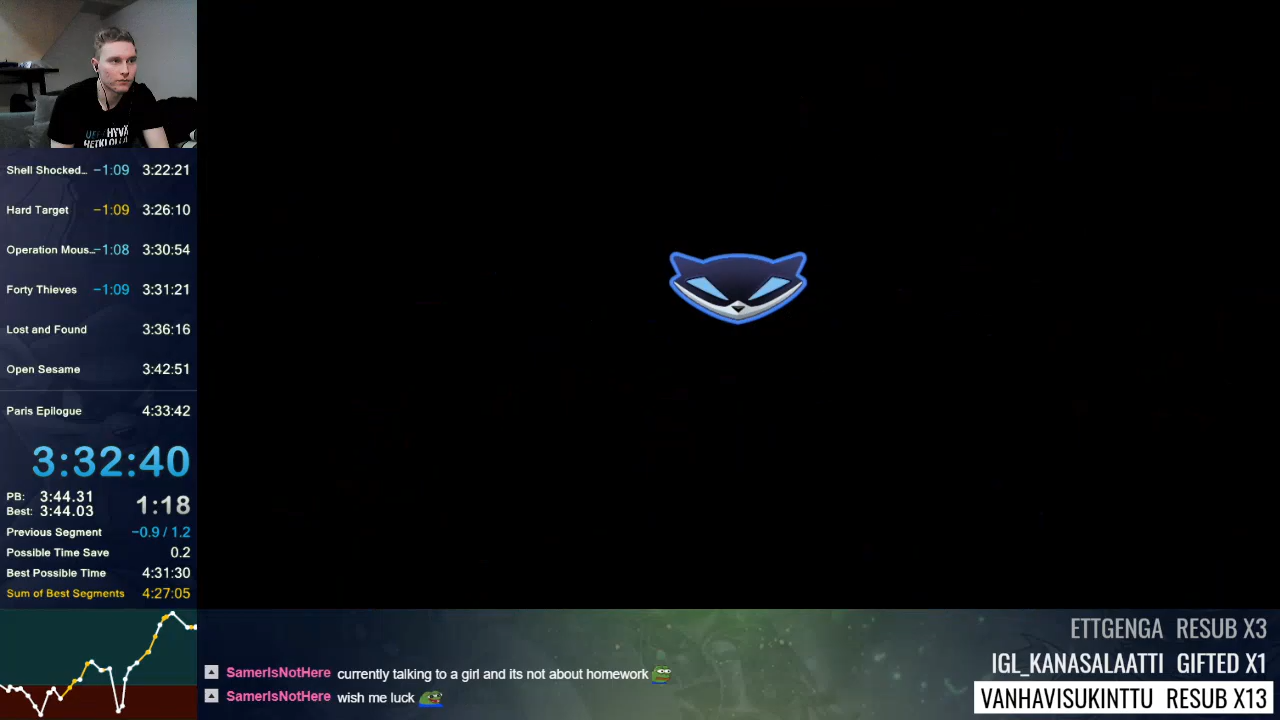 HYVX
Shell Shocked... −1:09 3:22:21
Hard Target −1:09 3:26:10
Operation Mous... −1:08 3:30:54
Forty Thieves −1:09 3:31:21
Lost and Found 3:36:16
Open Sesame 3:42:51
Paris Epilogue 4:33:42
3:32:40
PB: 3:44.31
Best: 3:44.03
1:18
Previous Segment −0.9 / 1.2
Possible Time Save 0.2
Best Possible Time 4:31:30
Sum of Best Segments 4:27:05
SamerIsNotHere currently talking to a girl and its not about homework
SamerIsNotHere wish me luck
ETTGENGA RESUB X3
IGL_KANASALAATTI GIFTED X1
VANHAVISUKINTTU RESUB X13